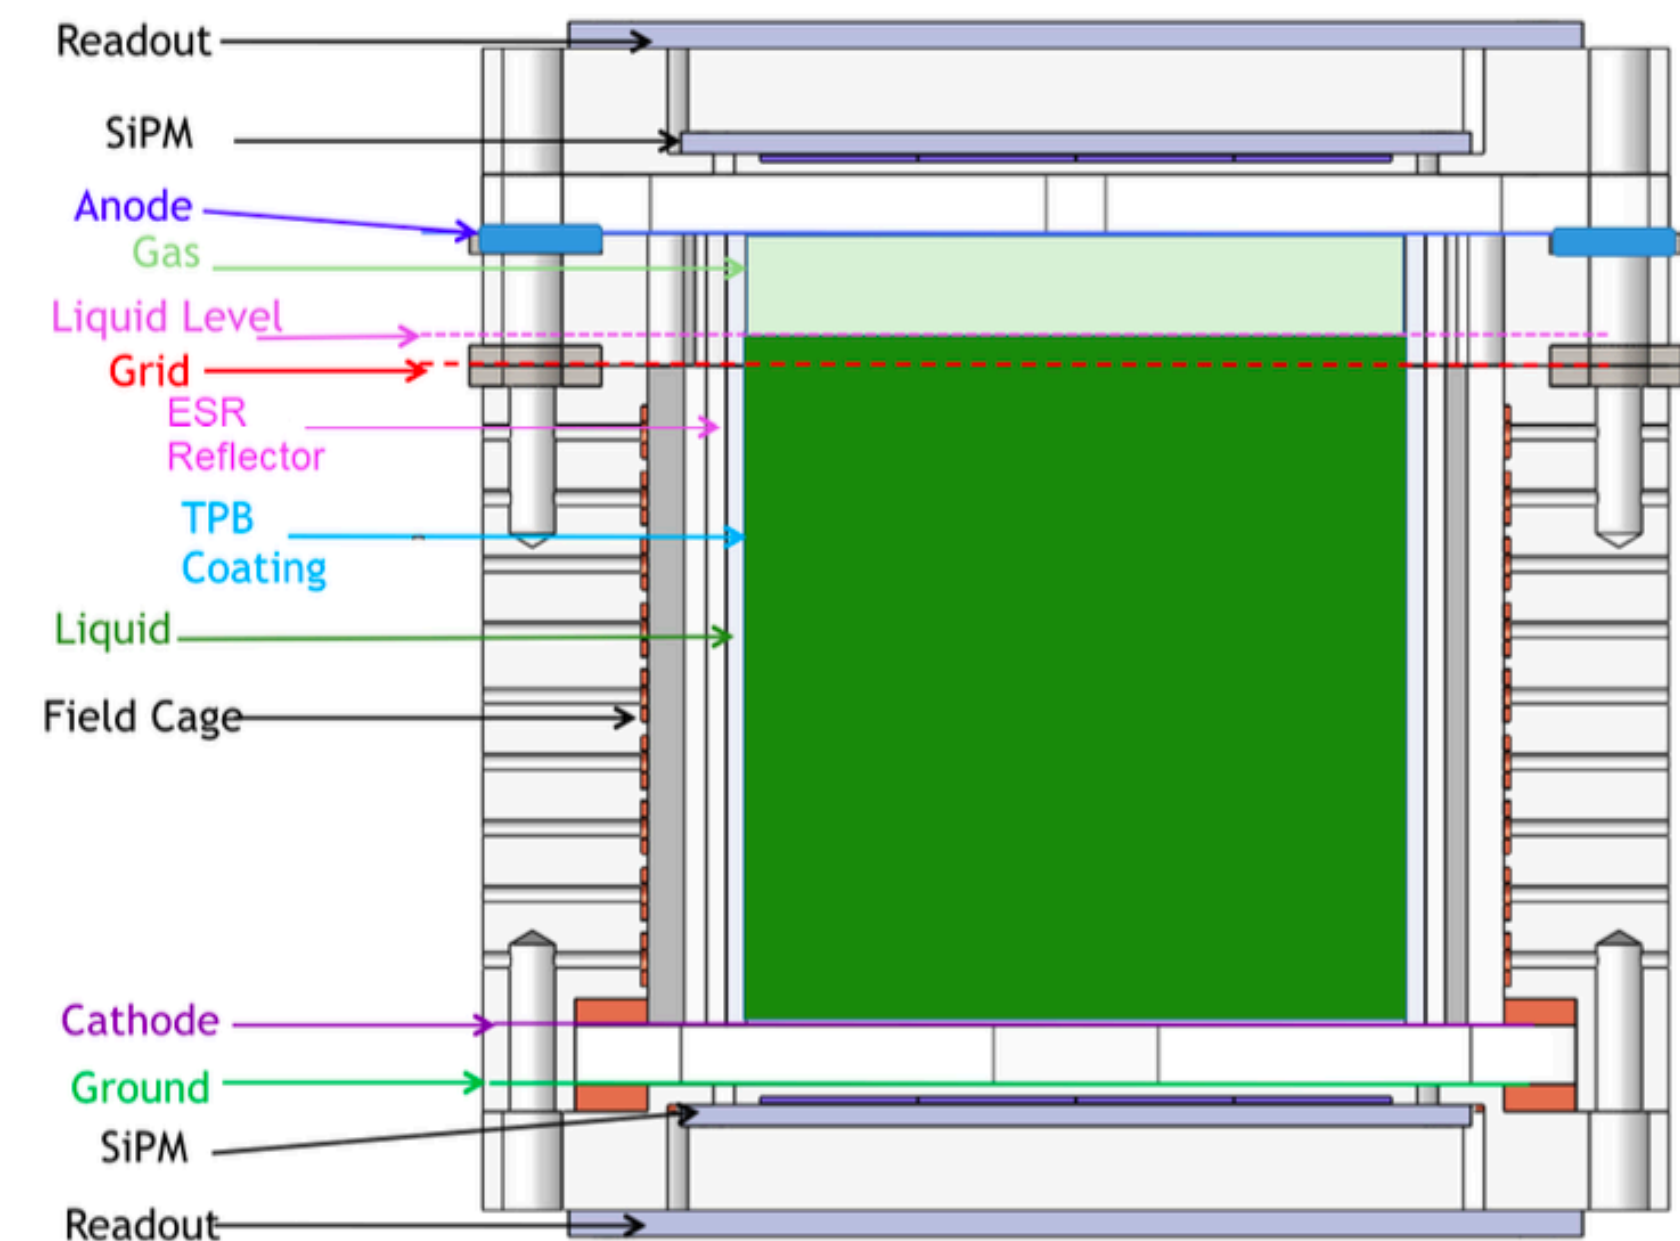 Readout
SiPM
Anode
Gas
Liquid Level
Grid
ESR
Reflector
TPB
Coating
Liquid
Field Cage
Cathode
Ground
SiPM
Readout